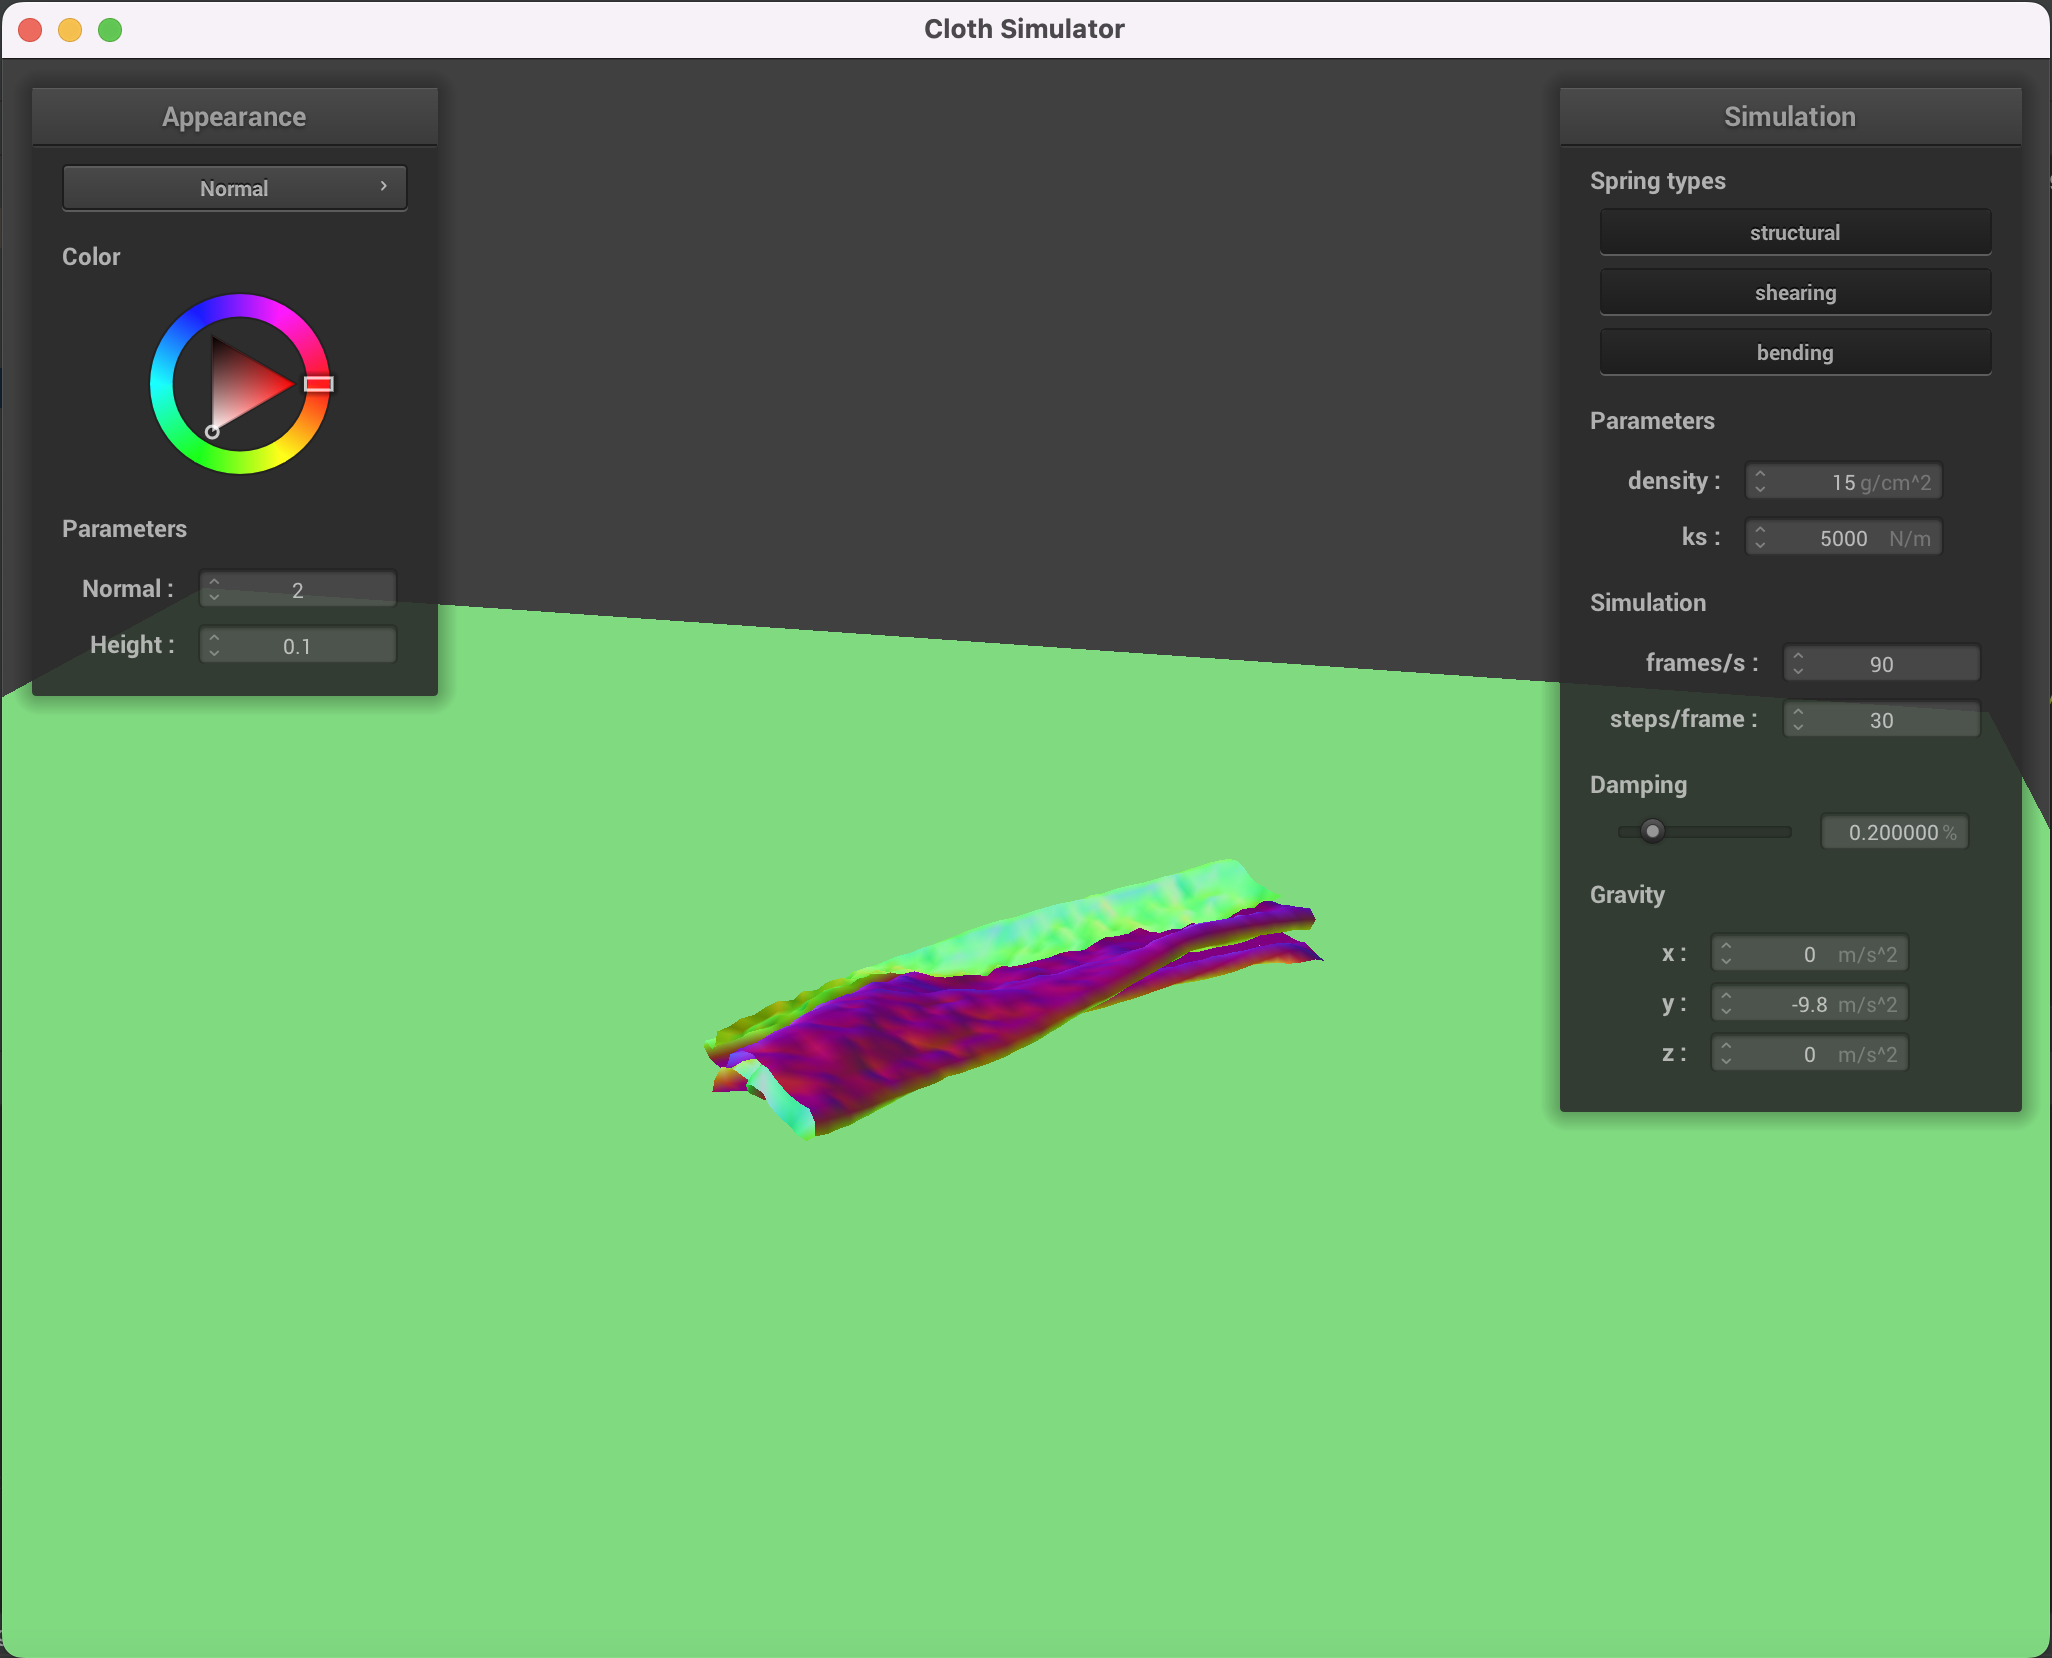 Cloth Simulator
Appearance
Normal
Color
Parameters
Normal : 2
Height : 0.1
Simulation
Spring types
structural
shearing
bending
Parameters
density : 15 g/cm^2
ks : 5000 N/m
Simulation
frames/s : 90
steps/frame : 30
Damping
0.200000 %
Gravity
x : 0 m/s^2
y : -9.8 m/s^2
z : 0 m/s^2